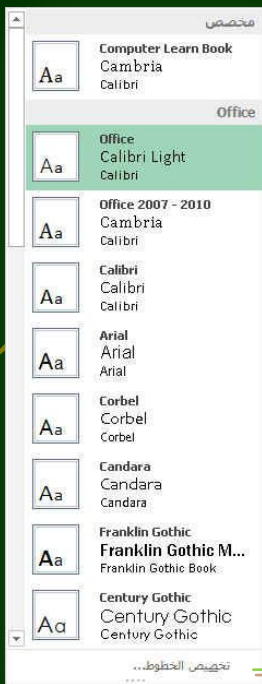 مخصص
Aa
Computer Learn Book
Cambria
Calibri
Office
Aa
Office
Calibri Light
Calibri
Aa
Office 2007 - 2010
Cambria
Calibri
Aa
Calibri
Calibri
Calibri
Aa
Arial
Arial
Arial
Aa
Corbel
Corbel
Corbel
Aa
Candara
Candara
Candara
Aa
Franklin Gothic
Franklin Gothic M...
Franklin Gothic Book
Aa
Century Gothic
Century Gothic
Century Gothic
تخصيص الخطوط...